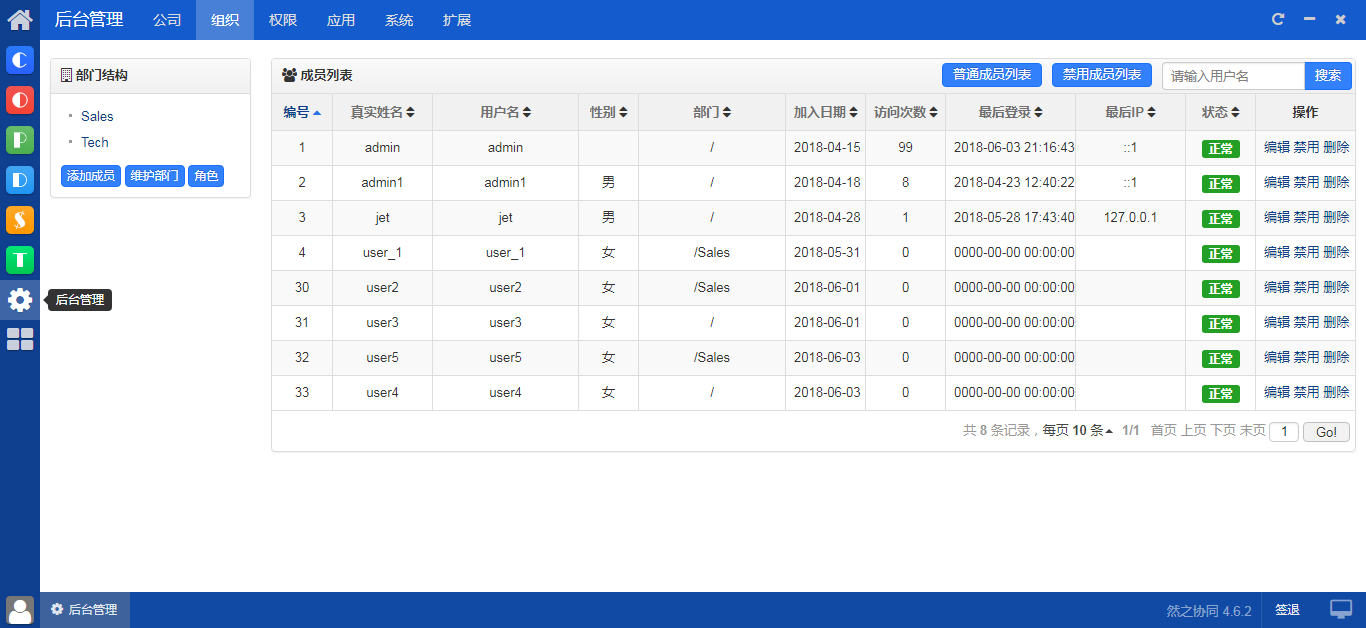 后台管理 公司 组织 权限 应用 系统 扩展
部门结构
Sales
Tech
添加成员 维护部门 角色
后台管理
成员列表 普通成员列表 禁用成员列表 请输入用户名 搜索
编号 真实姓名 用户名 性别 部门 加入日期 访问次数 最后登录 最后IP 状态 操作
1 admin admin / 2018-04-15 99 2018-06-03 21:16:43 ::1 正常 编辑 禁用 删除
2 admin1 admin1 男 / 2018-04-18 8 2018-04-23 12:40:22 ::1 正常 编辑 禁用 删除
3 jet jet 男 / 2018-04-28 1 2018-05-28 17:43:40 127.0.0.1 正常 编辑 禁用 删除
4 user_1 user_1 女 /Sales 2018-05-31 0 0000-00-00 00:00:00 正常 编辑 禁用 删除
30 user2 user2 女 /Sales 2018-06-01 0 0000-00-00 00:00:00 正常 编辑 禁用 删除
31 user3 user3 女 / 2018-06-01 0 0000-00-00 00:00:00 正常 编辑 禁用 删除
32 user5 user5 女 /Sales 2018-06-03 0 0000-00-00 00:00:00 正常 编辑 禁用 删除
33 user4 user4 女 / 2018-06-03 0 0000-00-00 00:00:00 正常 编辑 禁用 删除
共 8 条记录，每页 10 条 1/1 首页 上页 下页 末页 1 Go!
后台管理 然之协同 4.6.2 签退